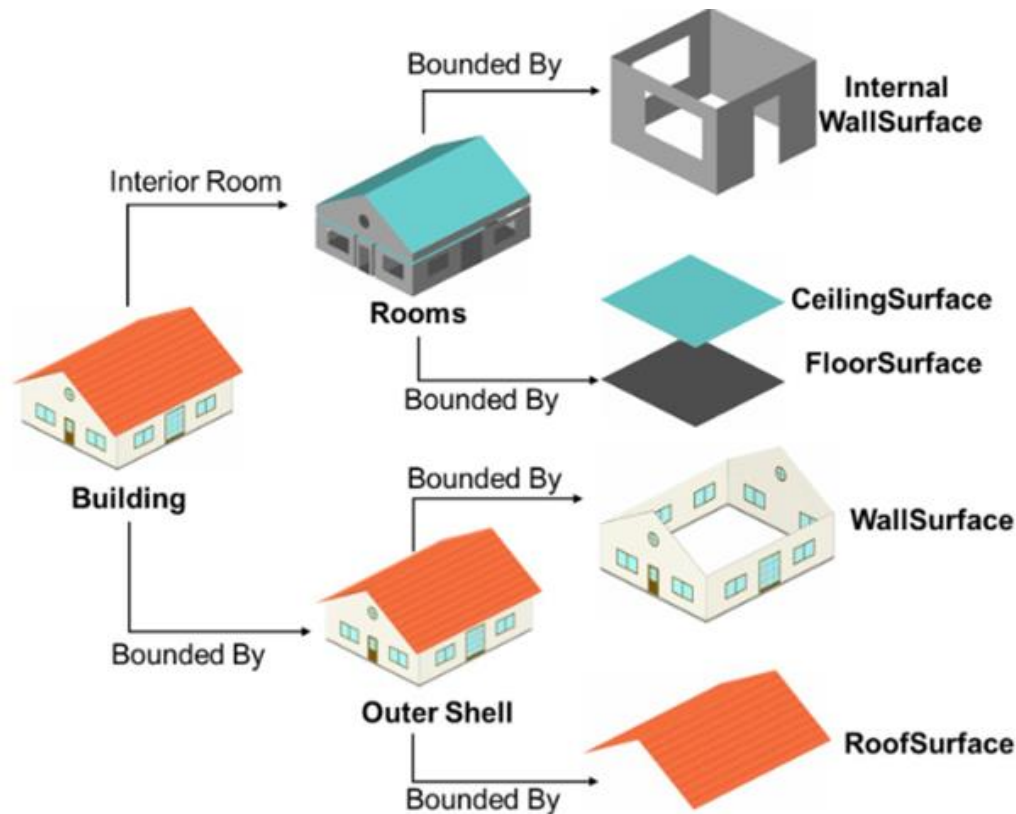 Bounded By
Internal
WallSurface
Interior Room
Rooms
CeilingSurface
FloorSurface
Bounded By
Building
Bounded By
WallSurface
Bounded By
Outer Shell
RoofSurface
Bounded By